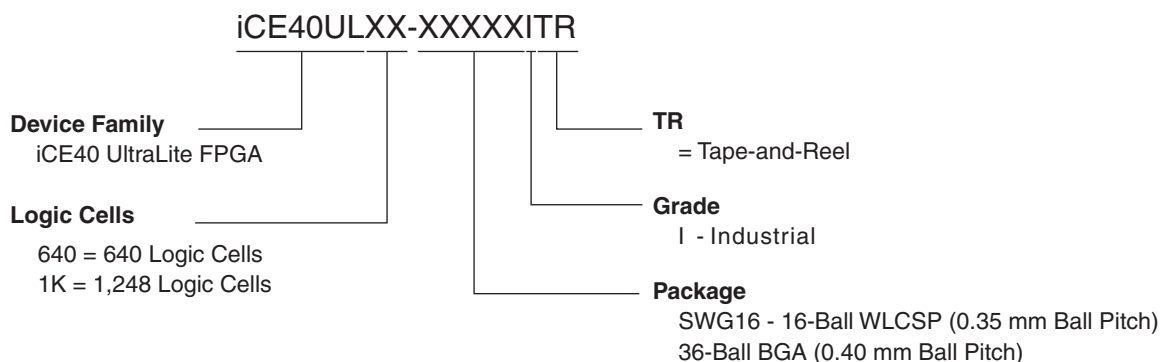 iCE40ULXX-XXXXXITR
Device Family
iCE40 UltraLite FPGA
Logic Cells
640 = 640 Logic Cells
1K = 1,248 Logic Cells
TR
= Tape-and-Reel
Grade
I - Industrial
Package
SWG16 - 16-Ball WLCSP (0.35 mm Ball Pitch)
36-Ball BGA (0.40 mm Ball Pitch)